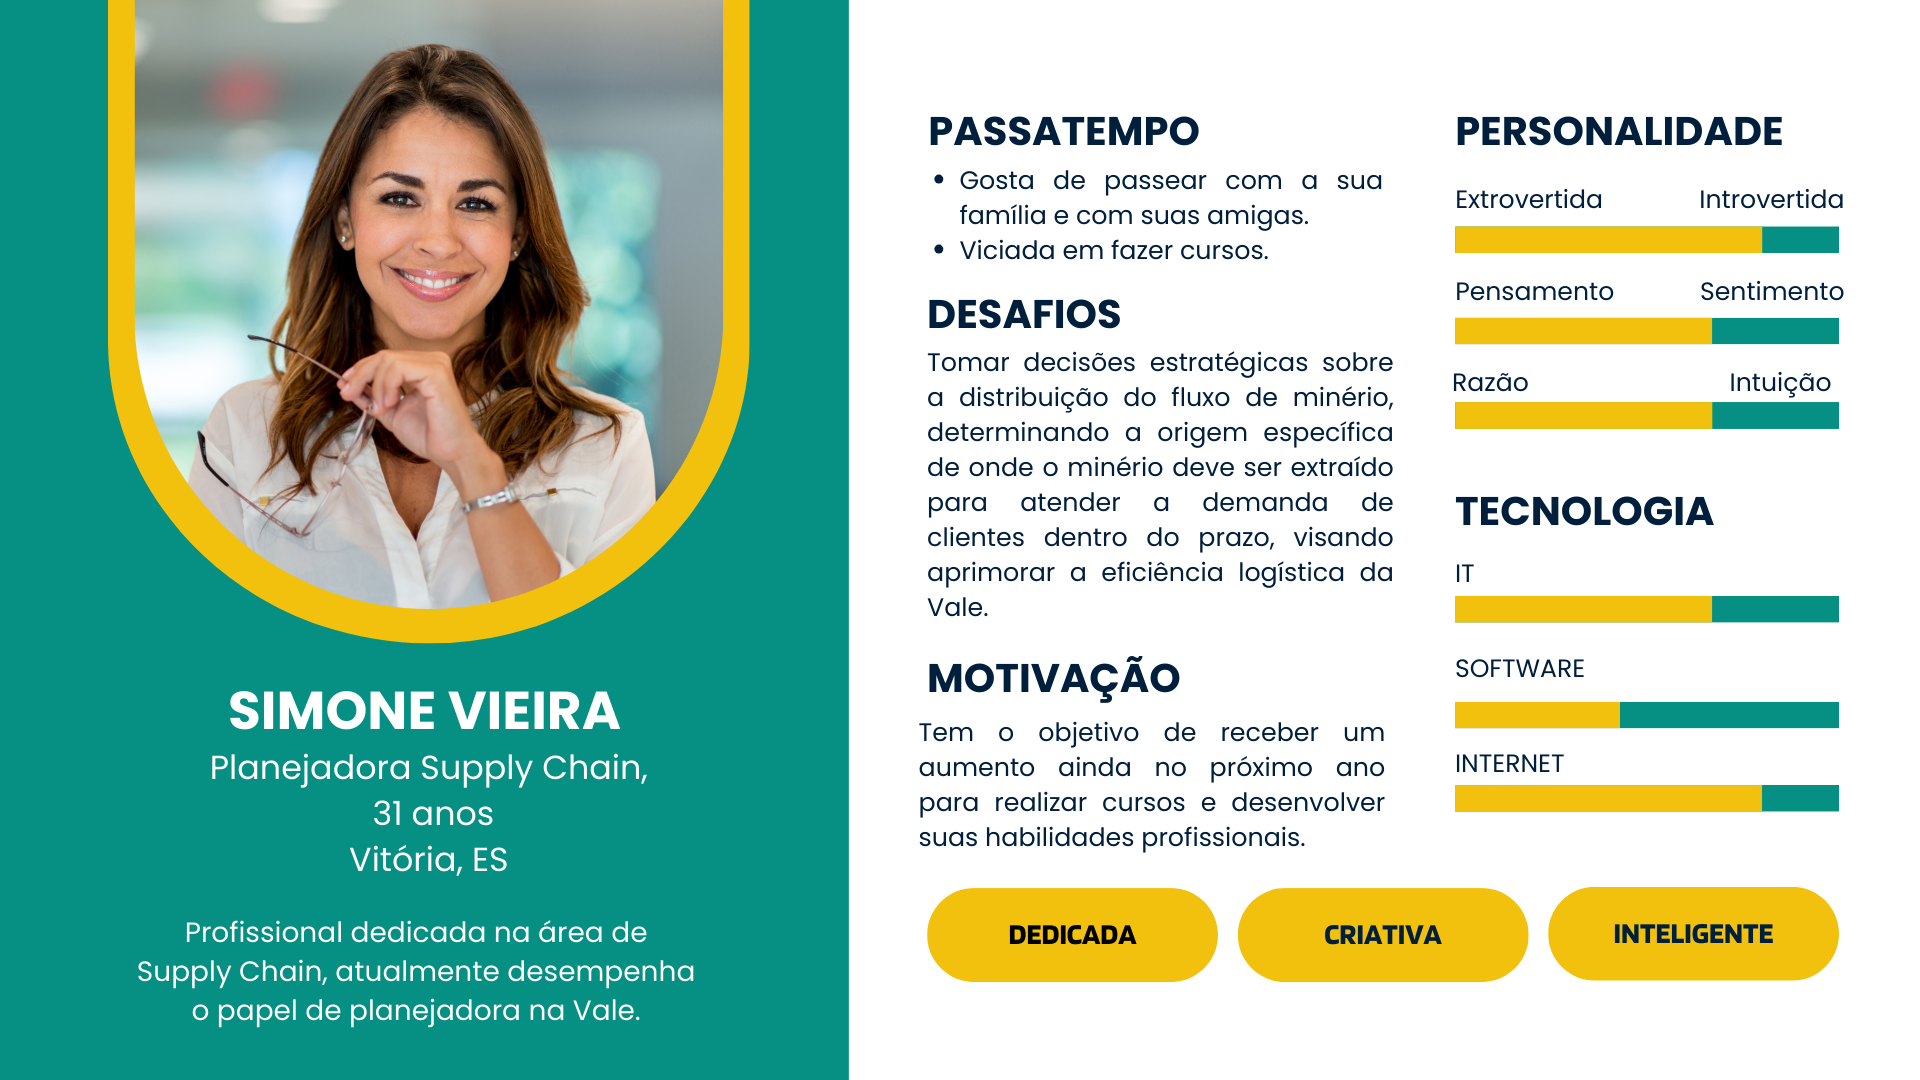 SIMONE VIEIRA
Planejadora Supply Chain,
31 anos
Vitória, ES
Profissional dedicada na área de
Supply Chain, atualmente desempenha
o papel de planejadora na Vale.
PASSATEMPO
• Gosta de passear com a sua
família e com suas amigas.
• Viciada em fazer cursos.
DESAFIOS
Tomar decisões estratégicas sobre
a distribuição do fluxo de minério,
determinando a origem específica
de onde o minério deve ser extraído
para atender a demanda de
clientes dentro do prazo, visando
aprimorar a eficiência logística da
Vale.
MOTIVAÇÃO
Tem o objetivo de receber um
aumento ainda no próximo ano
para realizar cursos e desenvolver
suas habilidades profissionais.
PERSONALIDADE
Extrovertida Introvertida
Pensamento Sentimento
Razão Intuição
TECNOLOGIA
IT
SOFTWARE
INTERNET
DEDICADA CRIATIVA INTELIGENTE